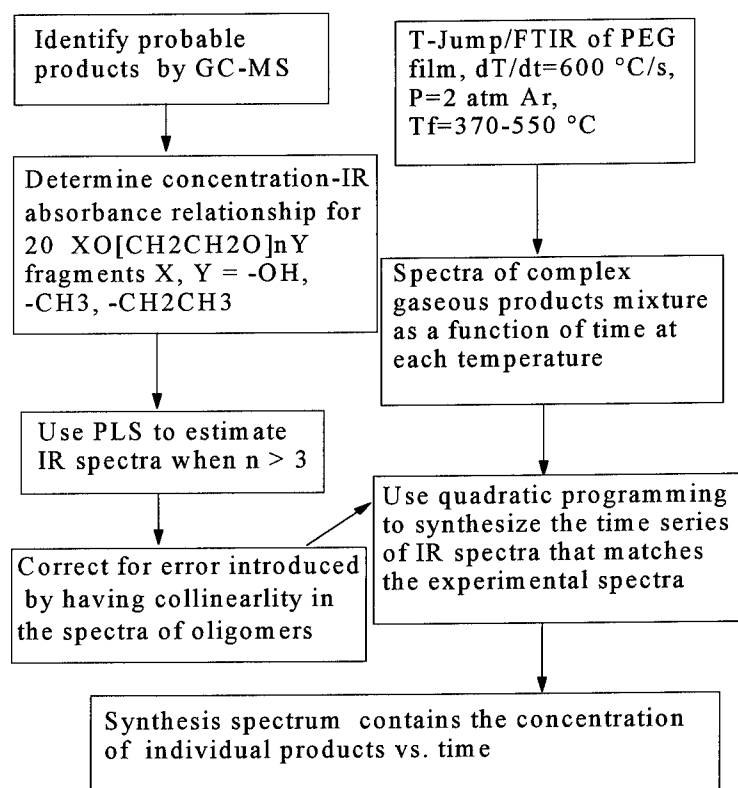 Identify probable
products by GC-MS
Determine concentration-IR
absorbance relationship for
20 XO[CH2CH2O]nY
fragments X, Y = -OH,
-CH3, -CH2CH3
Use PLS to estimate
IR spectra when n > 3
Correct for error introduced
by having collinearlity in
the spectra of oligomers
T-Jump/FTIR of PEG
film, dT/dt=600 °C/s,
P=2 atm Ar,
Tf=370-550 °C
Spectra of complex
gaseous products mixture
as a function of time at
each temperature
Use quadratic programming
to synthesize the time series
of IR spectra that matches
the experimental spectra
Synthesis spectrum contains the concentration
of individual products vs. time